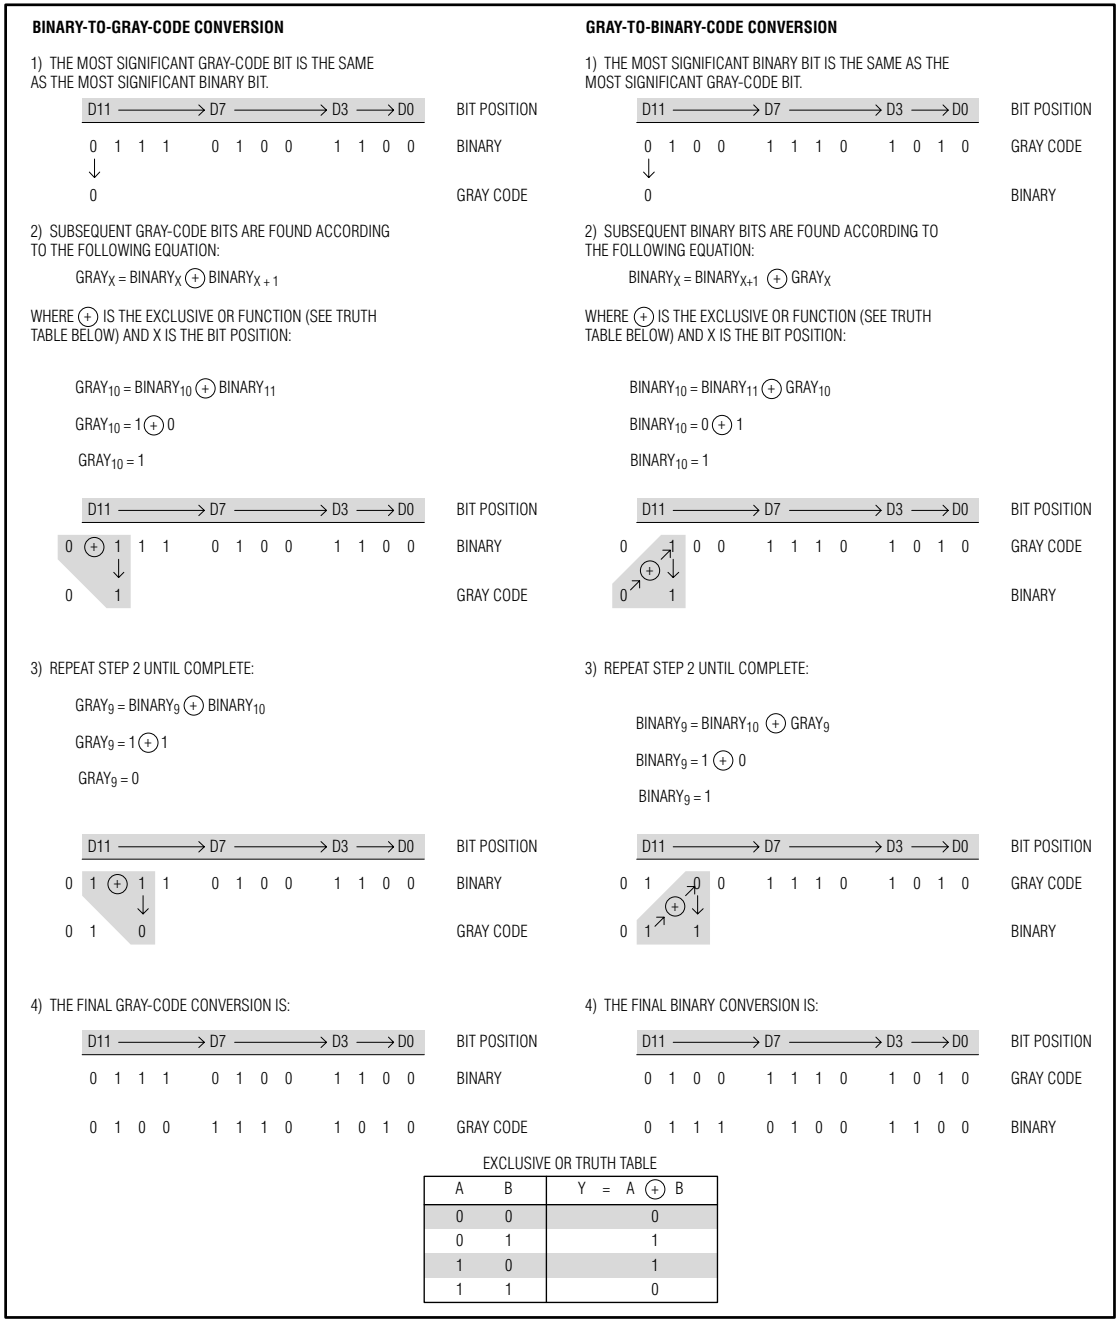 BINARY-TO-GRAY-CODE CONVERSION
1) THE MOST SIGNIFICANT GRAY-CODE BIT IS THE SAME
AS THE MOST SIGNIFICANT BINARY BIT.
D11 → D7 → D3 → D0 BIT POSITION
0 1 1 1 0 1 0 0 1 1 0 0 BINARY
0 GRAY CODE
2) SUBSEQUENT GRAY-CODE BITS ARE FOUND ACCORDING
TO THE FOLLOWING EQUATION:
GRAYX = BINARYX ⊕ BINARYX + 1
WHERE ⊕ IS THE EXCLUSIVE OR FUNCTION (SEE TRUTH
TABLE BELOW) AND X IS THE BIT POSITION:
GRAY10 = BINARY10 ⊕ BINARY11
GRAY10 = 1 ⊕ 0
GRAY10 = 1
D11 → D7 → D3 → D0 BIT POSITION
0 ⊕ 1 1 1 0 1 0 0 1 1 0 0 BINARY
0 1 GRAY CODE
3) REPEAT STEP 2 UNTIL COMPLETE:
GRAY9 = BINARY9 ⊕ BINARY10
GRAY9 = 1 ⊕ 1
GRAY9 = 0
D11 → D7 → D3 → D0 BIT POSITION
0 1 ⊕ 1 1 0 1 0 0 1 1 0 0 BINARY
0 1 0 GRAY CODE
4) THE FINAL GRAY-CODE CONVERSION IS:
D11 → D7 → D3 → D0 BIT POSITION
0 1 1 1 0 1 0 0 1 1 0 0 BINARY
0 1 0 0 1 1 1 0 1 0 1 0 GRAY CODE
GRAY-TO-BINARY-CODE CONVERSION
1) THE MOST SIGNIFICANT BINARY BIT IS THE SAME AS THE
MOST SIGNIFICANT GRAY-CODE BIT.
D11 → D7 → D3 → D0 BIT POSITION
0 1 0 0 1 1 1 0 1 0 1 0 GRAY CODE
0 BINARY
2) SUBSEQUENT BINARY BITS ARE FOUND ACCORDING TO
THE FOLLOWING EQUATION:
BINARYX = BINARYX+1 ⊕ GRAYX
WHERE ⊕ IS THE EXCLUSIVE OR FUNCTION (SEE TRUTH
TABLE BELOW) AND X IS THE BIT POSITION:
BINARY10 = BINARY11 ⊕ GRAY10
BINARY10 = 0 ⊕ 1
BINARY10 = 1
D11 → D7 → D3 → D0 BIT POSITION
0 1 0 0 1 1 1 0 1 0 1 0 GRAY CODE
⊕
0 1 BINARY
3) REPEAT STEP 2 UNTIL COMPLETE:
BINARY9 = BINARY10 ⊕ GRAY9
BINARY9 = 1 ⊕ 0
BINARY9 = 1
D11 → D7 → D3 → D0 BIT POSITION
0 1 0 0 1 1 1 0 1 0 1 0 GRAY CODE
⊕
0 1 1 BINARY
4) THE FINAL BINARY CONVERSION IS:
D11 → D7 → D3 → D0 BIT POSITION
0 1 0 0 1 1 1 0 1 0 1 0 GRAY CODE
0 1 1 1 0 1 0 0 1 1 0 0 BINARY
EXCLUSIVE OR TRUTH TABLE
A B Y = A ⊕ B
0 0 0
0 1 1
1 0 1
1 1 0